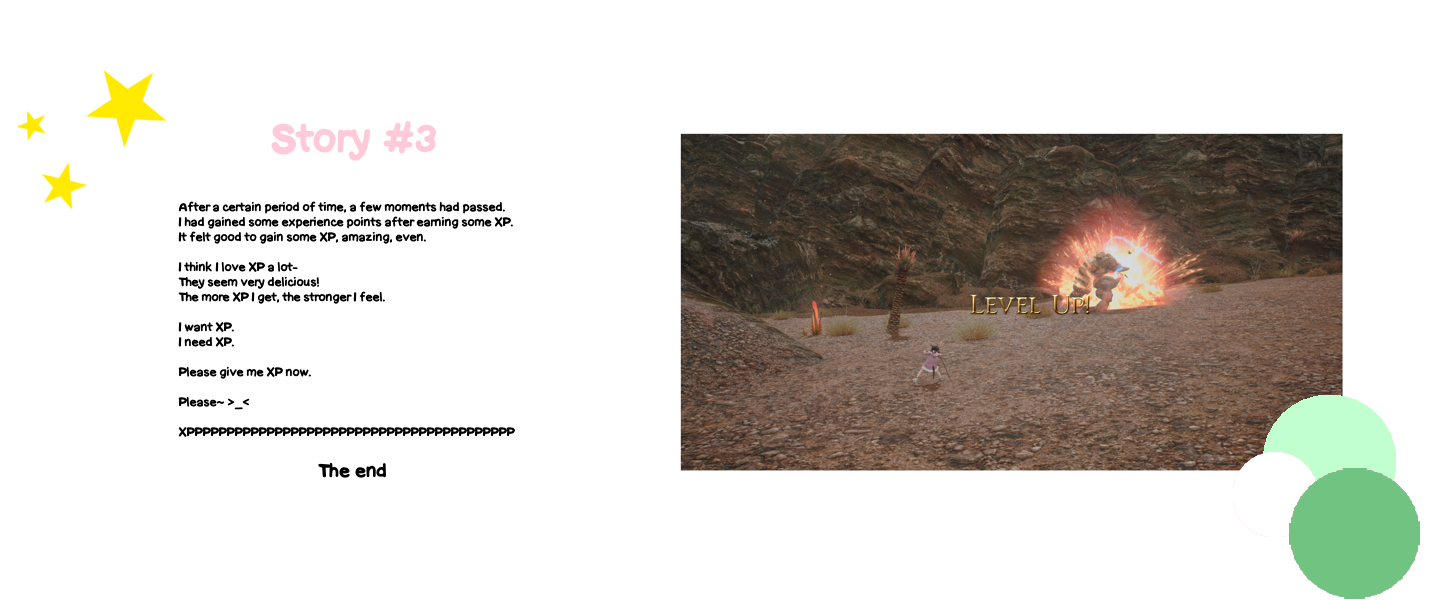 Story #3
After a certain period of time, a few moments had passed.
I had gained some experience points after earning some XP.
It felt good to gain some XP, amazing, even.
I think I love XP a lot-
They seem very delicious!
The more XP I get, the stronger I feel.
I want XP.
I need XP.
Please give me XP now.
Please~ >_<
XPPPPPPPPPPPPPPPPPPPPPPPPPPPPPPPPPPPPPPPPP
The end
Level Up!